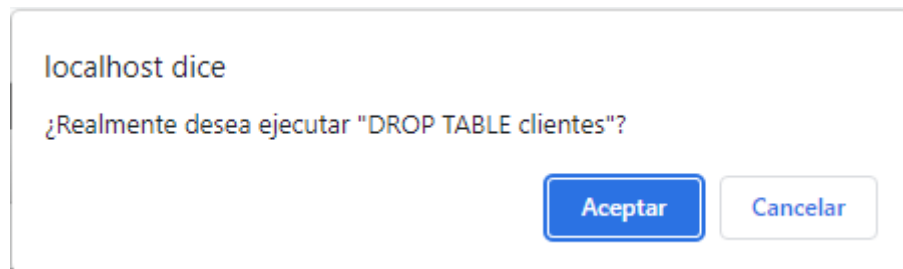 localhost dice
¿Realmente desea ejecutar "DROP TABLE clientes"?
Aceptar
Cancelar